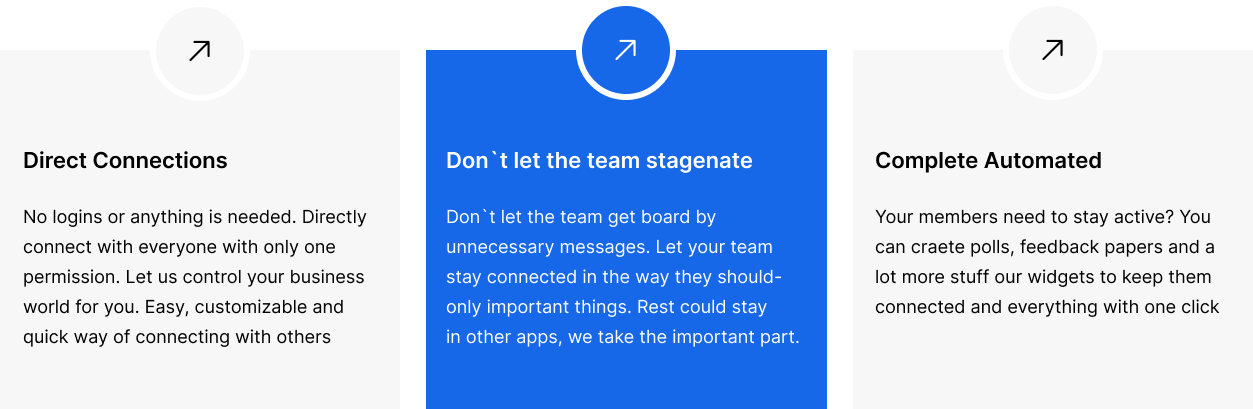 Direct Connections
No logins or anything is needed. Directly
connect with everyone with only one
permission. Let us control your business
world for you. Easy, customizable and
quick way of connecting with others
Don`t let the team stagenate
Don`t let the team get board by
unnecessary messages. Let your team
stay connected in the way they should-
only important things. Rest could stay
in other apps, we take the important part.
Complete Automated
Your members need to stay active? You
can craete polls, feedback papers and a
lot more stuff our widgets to keep them
connected and everything with one click